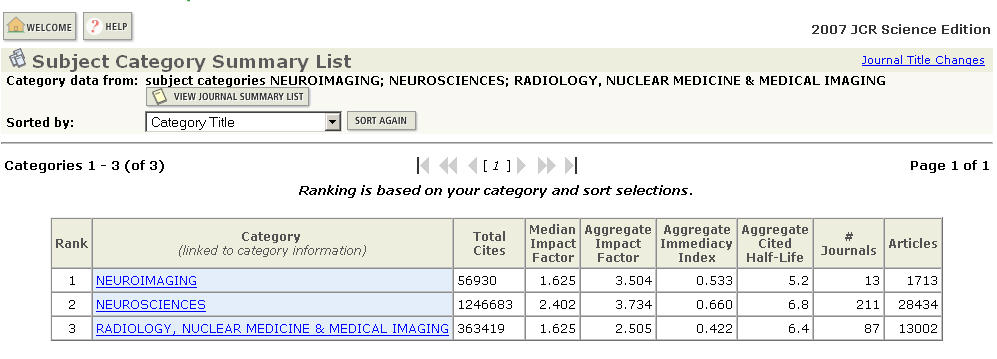 WELCOME ? HELP
2007 JCR Science Edition
Subject Category Summary List
Journal Title Changes
Category data from: subject categories NEUROIMAGING; NEUROSCIENCES; RADIOLOGY, NUCLEAR MEDICINE & MEDICAL IMAGING
VIEW JOURNAL SUMMARY LIST
Sorted by: Category Title SORT AGAIN
Categories 1 - 3 (of 3) [ 1 ] Page 1 of 1
Ranking is based on your category and sort selections.
Rank Category (linked to category information) Total Cites Median Impact Factor Aggregate Impact Factor Aggregate Immediacy Index Aggregate Cited Half-Life # Journals Articles
1 NEUROIMAGING 56930 1.625 3.504 0.533 5.2 13 1713
2 NEUROSCIENCES 1246683 2.402 3.734 0.660 6.8 211 28434
3 RADIOLOGY, NUCLEAR MEDICINE & MEDICAL IMAGING 363419 1.625 2.505 0.422 6.4 87 13002